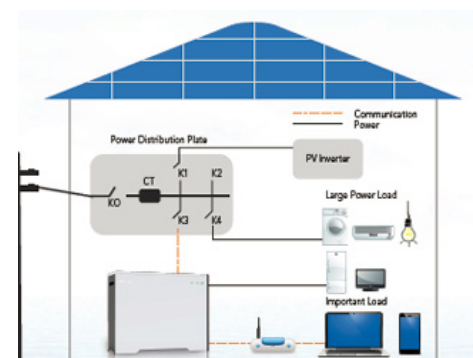 Communication
Power
Power Distribution Plate
PV Inverter
CT
K1
K2
KO
K3
K4
Large Power Load
Important Load